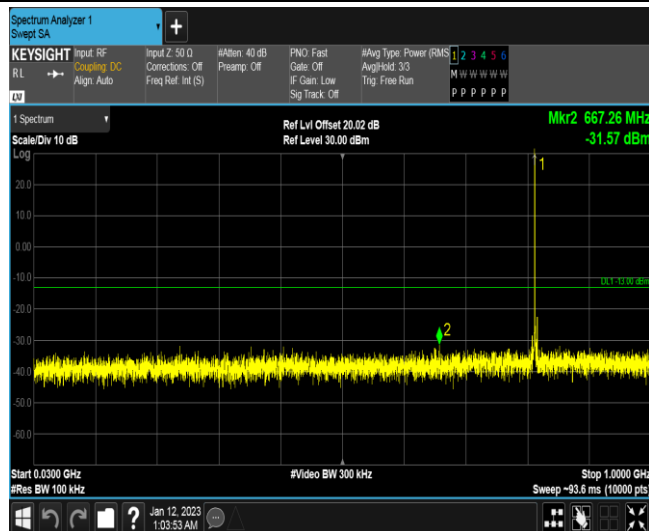 Spectrum Analyzer 1
Swept SA
+
KEYSIGHT
RL
Input: RF
Coupling: DC
Align: Auto
Input Z: 50 Ω
Corrections: Off
Freq Ref: Int (S)
#Atten: 40 dB
Preamp: Off
PNO: Fast
Gate: Off
IF Gain: Low
Sig Track: Off
#Avg Type: Power (RMS
Avg|Hold: 3/3
Trig: Free Run
1 2 3 4 5 6
M W W W W W
P P P P P P
1 Spectrum
Scale/Div 10 dB
Log
Ref Lvl Offset 20.02 dB
Ref Level 30.00 dBm
Mkr2 667.26 MHz
-31.57 dBm
1
20.0
10.0
0.00
-10.0
DL1 -13.00 dBm
-20.0
-30.0
2
-40.0
-50.0
-60.0
Start 0.0300 GHz
#Res BW 100 kHz
#Video BW 300 kHz
Stop 1.0000 GHz
Sweep ~93.6 ms (10000 pts)
?
Jan 12, 2023
1:03:53 AM